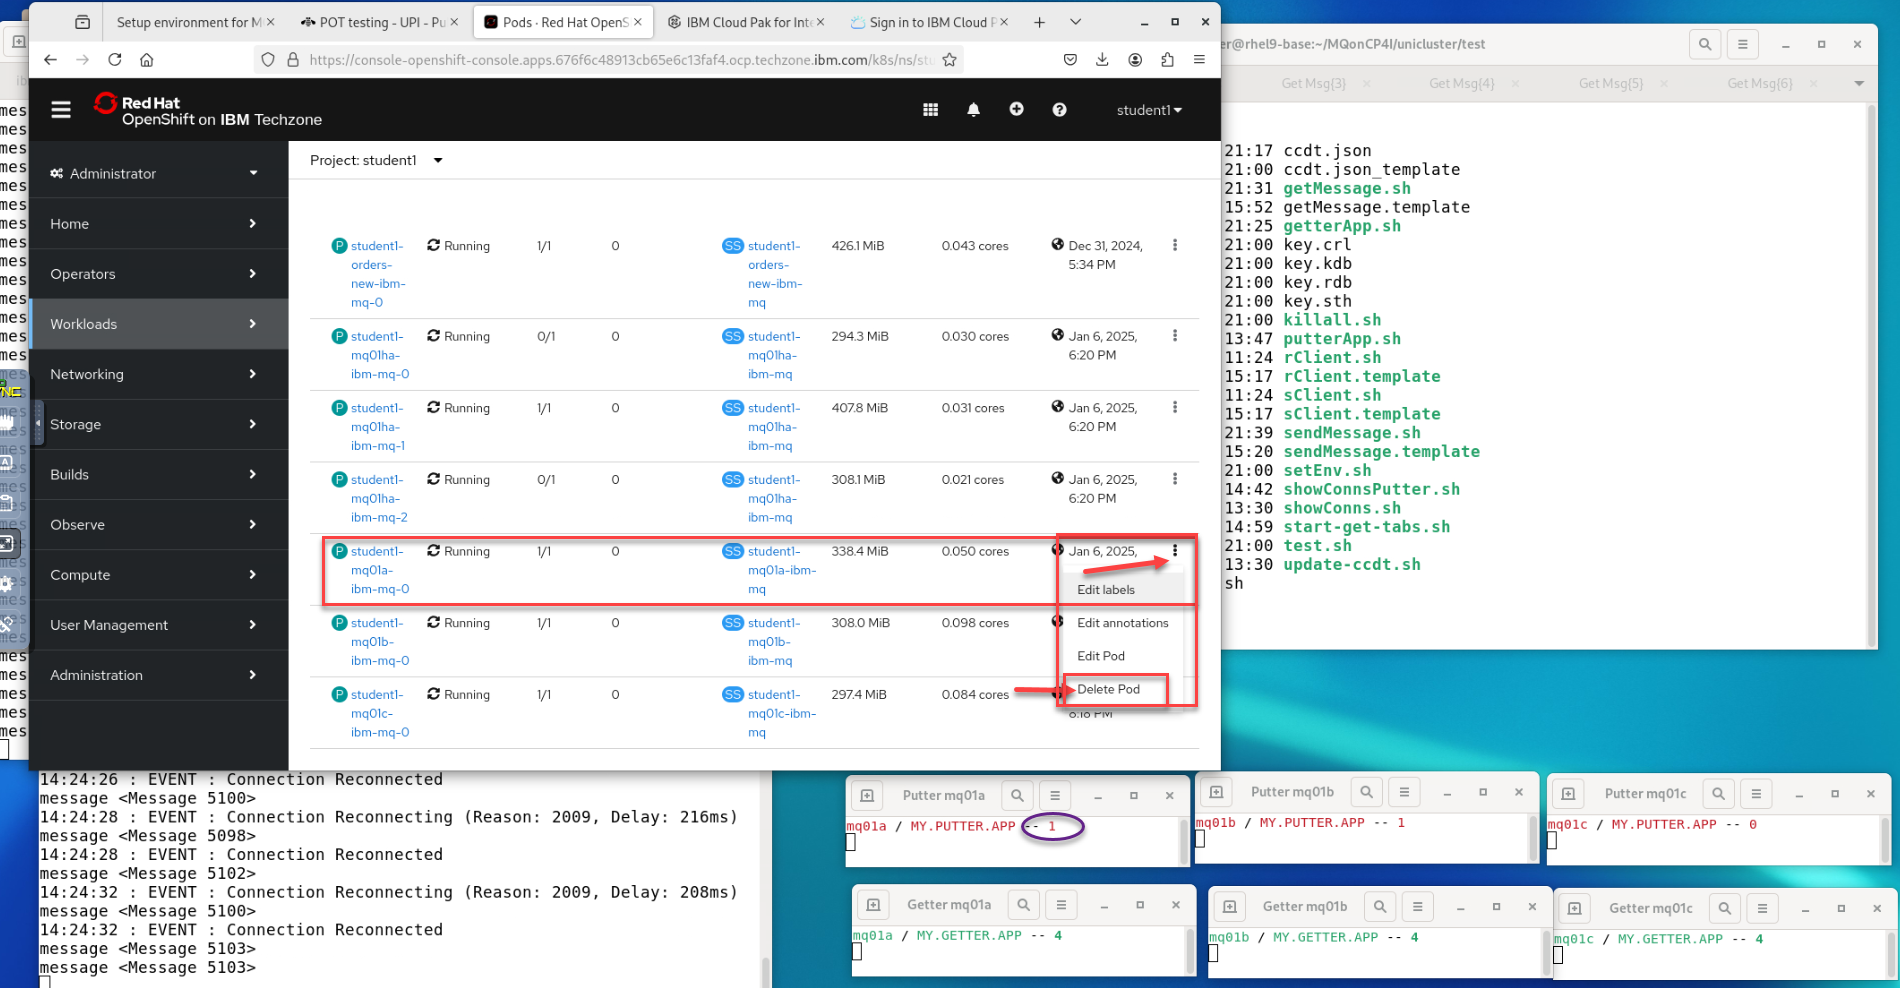 Setup environment for M
POT testing - UPI - Pu
Pods · Red Hat OpenS
IBM Cloud Pak for Inte
Sign in to IBM Cloud P
https://console-openshift-console.apps.676f6c48913cb65e6c13faf4.ocp.techzone.ibm.com/k8s/ns/stu
Red Hat
OpenShift on IBM Techzone
student1
Project: student1
Administrator
Home
Operators
Workloads
Networking
Storage
Builds
Observe
Compute
User Management
Administration
P student1-orders-new-ibm-mq-0 Running 1/1 0 SS student1-orders-new-ibm-mq 426.1 MiB 0.043 cores Dec 31, 2024, 5:34 PM
P student1-mq01ha-ibm-mq-0 Running 0/1 0 SS student1-mq01ha-ibm-mq 294.3 MiB 0.030 cores Jan 6, 2025, 6:20 PM
P student1-mq01ha-ibm-mq-1 Running 1/1 0 SS student1-mq01ha-ibm-mq 407.8 MiB 0.031 cores Jan 6, 2025, 6:20 PM
P student1-mq01ha-ibm-mq-2 Running 0/1 0 SS student1-mq01ha-ibm-mq 308.1 MiB 0.021 cores Jan 6, 2025, 6:20 PM
P student1-mq01a-ibm-mq-0 Running 1/1 0 SS student1-mq01a-ibm-mq 338.4 MiB 0.050 cores Jan 6, 2025,
P student1-mq01b-ibm-mq-0 Running 1/1 0 SS student1-mq01b-ibm-mq 308.0 MiB 0.098 cores
P student1-mq01c-ibm-mq-0 Running 1/1 0 SS student1-mq01c-ibm-mq 297.4 MiB 0.084 cores 8:18 PM
Edit labels
Edit annotations
Edit Pod
Delete Pod
er@rhel9-base:~/MQonCP4I/unicluster/test
Get Msg{3}
Get Msg{4}
Get Msg{5}
Get Msg{6}
21:17 ccdt.json
21:00 ccdt.json_template
21:31 getMessage.sh
15:52 getMessage.template
21:25 getterApp.sh
21:00 key.crl
21:00 key.kdb
21:00 key.rdb
21:00 key.sth
21:00 killall.sh
13:47 putterApp.sh
11:24 rClient.sh
15:17 rClient.template
11:24 sClient.sh
15:17 sClient.template
21:39 sendMessage.sh
15:20 sendMessage.template
21:00 setEnv.sh
14:42 showConnsPutter.sh
13:30 showConns.sh
14:59 start-get-tabs.sh
21:00 test.sh
13:30 update-ccdt.sh
sh
14:24:26 : EVENT : Connection Reconnected
message <Message 5100>
14:24:28 : EVENT : Connection Reconnecting (Reason: 2009, Delay: 216ms)
message <Message 5098>
14:24:28 : EVENT : Connection Reconnected
message <Message 5102>
14:24:32 : EVENT : Connection Reconnecting (Reason: 2009, Delay: 208ms)
message <Message 5100>
14:24:32 : EVENT : Connection Reconnected
message <Message 5103>
message <Message 5103>
Putter mq01a
mq01a / MY.PUTTER.APP -- 1
Putter mq01b
mq01b / MY.PUTTER.APP -- 1
Putter mq01c
mq01c / MY.PUTTER.APP -- 0
Getter mq01a
mq01a / MY.GETTER.APP -- 4
Getter mq01b
mq01b / MY.GETTER.APP -- 4
Getter mq01c
mq01c / MY.GETTER.APP -- 4